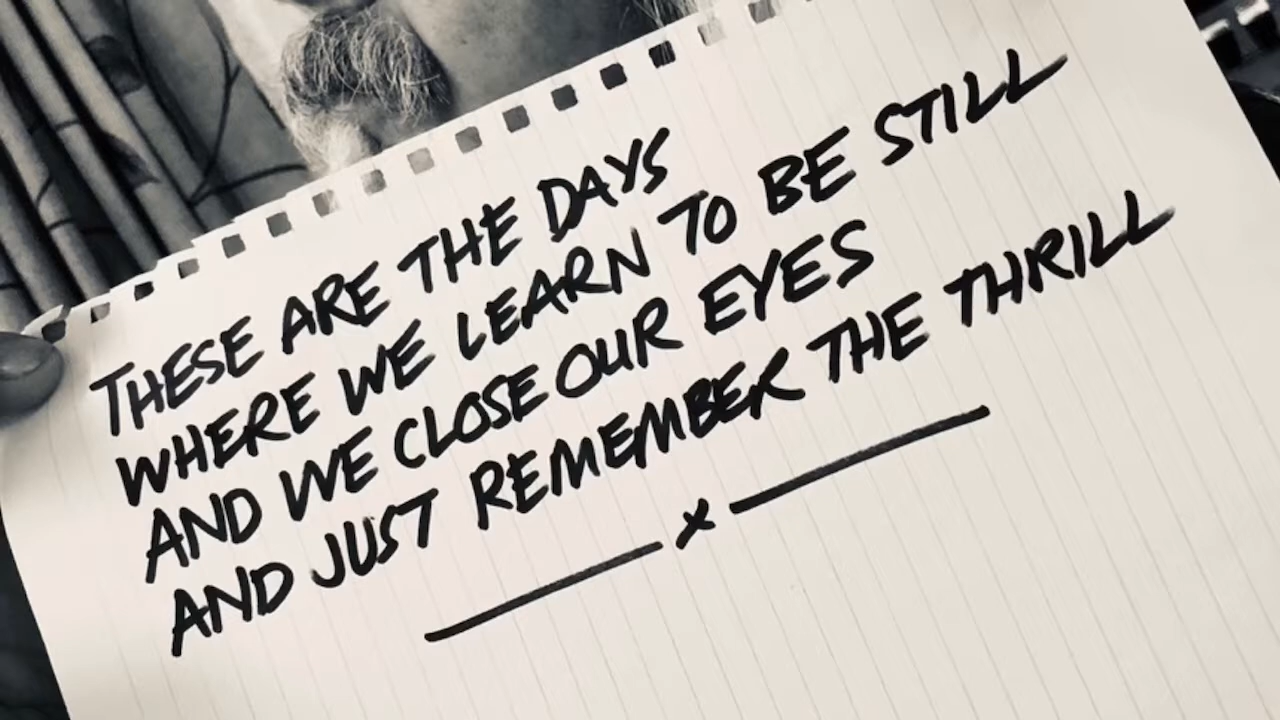 THESE ARE THE DAYS
WHERE WE LEARN TO BE STILL
AND WE CLOSE OUR EYES
AND JUST REMEMBER THE THRILL
x